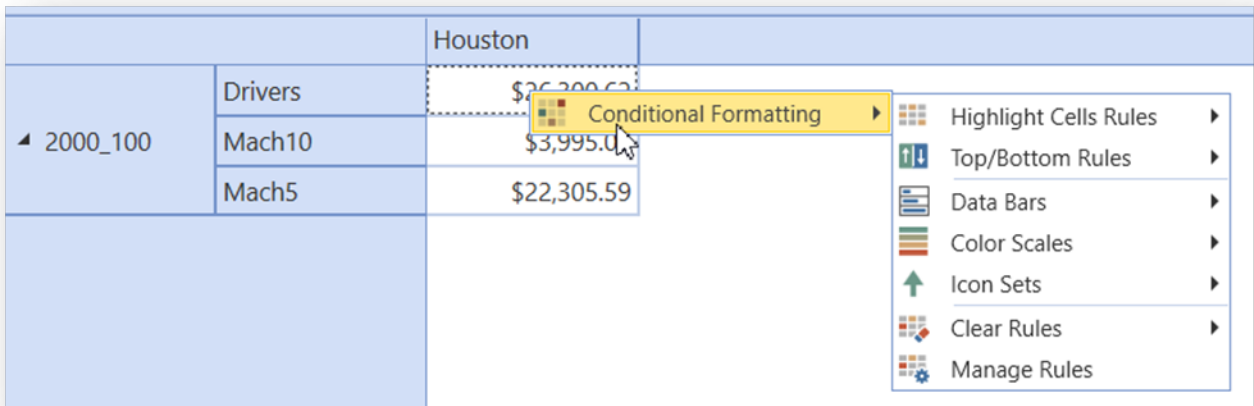 Houston
Drivers
2000_100
Mach10
$3,995.0
Mach5
$22,305.59
Conditional Formatting
Highlight Cells Rules
Top/Bottom Rules
Data Bars
Color Scales
Icon Sets
Clear Rules
Manage Rules